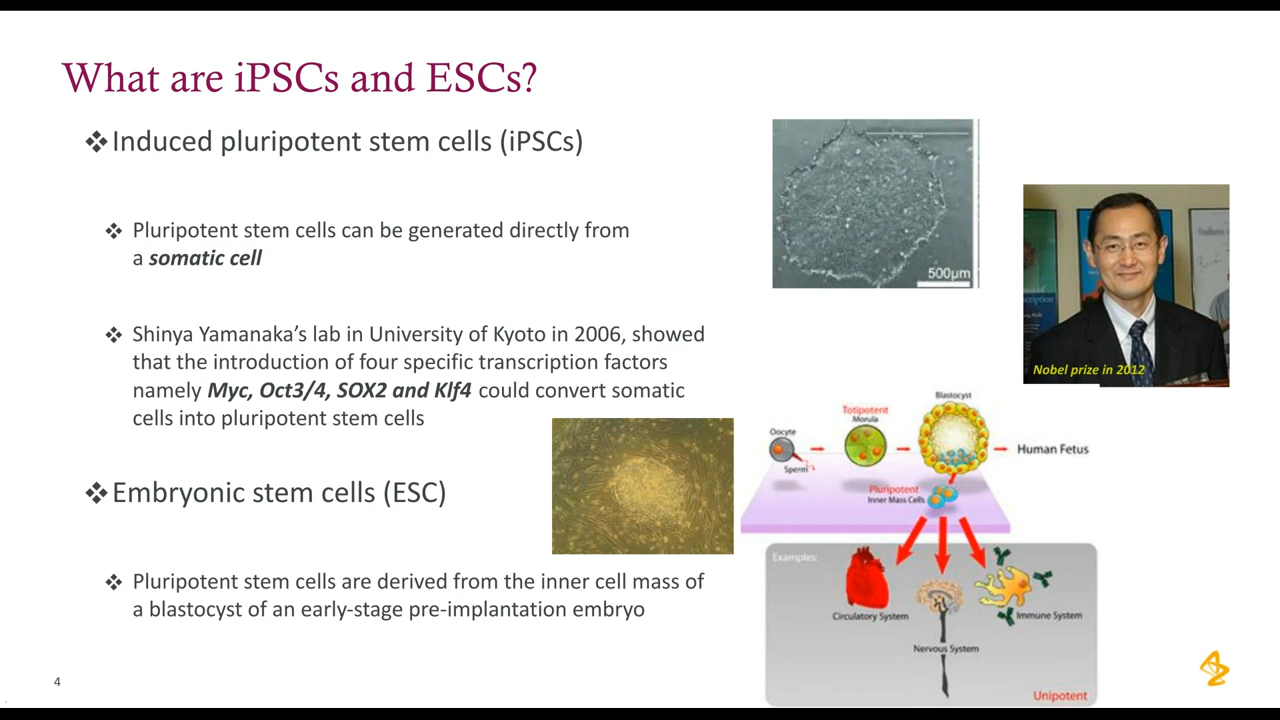 What are iPSCs and ESCs?
❖Induced pluripotent stem cells (iPSCs)
❖ Pluripotent stem cells can be generated directly from
a somatic cell
❖ Shinya Yamanaka’s lab in University of Kyoto in 2006, showed
that the introduction of four specific transcription factors
namely Myc, Oct3/4, SOX2 and Klf4 could convert somatic
cells into pluripotent stem cells
❖Embryonic stem cells (ESC)
❖ Pluripotent stem cells are derived from the inner cell mass of
a blastocyst of an early-stage pre-implantation embryo
500µm
Nobel prize in 2012
Blastocyst
Totipotent
Morula
Oocyte
Sperm
Human Fetus
Pluripotent
Inner Mass Cells
Examples:
Circulatory System
Immune System
Nervous System
Unipotent
4